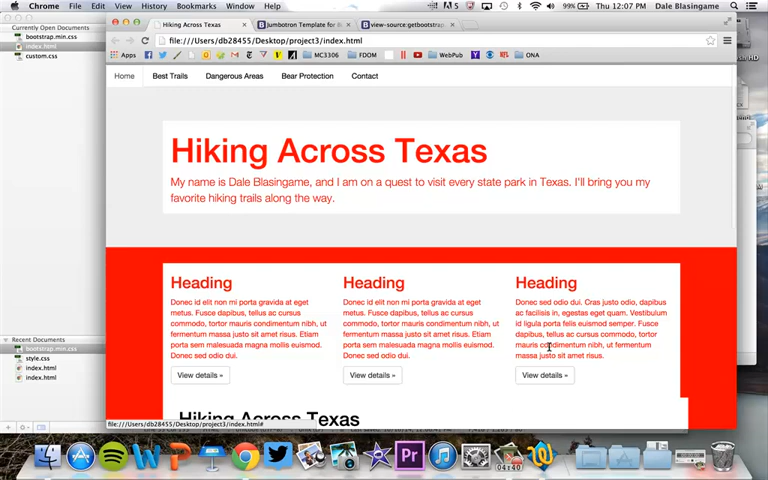 Chrome File Edit View History Bookmarks Window Help
5 99% Thu 12:07 PM Dale Blasingame
Currently Open Documents
bootstrap.min.css
index.html
custom.css
Hiking Across Texas
Jumbotron Template for B
view-source:getbootstrap
file:///Users/db28455/Desktop/project3/index.html
Apps MC3306 FDOM WebPub ONA
Home Best Trails Dangerous Areas Bear Protection Contact
Hiking Across Texas
My name is Dale Blasingame, and I am on a quest to visit every state park in Texas. I'll bring you my
favorite hiking trails along the way.
Heading
Donec id elit non mi porta gravida at eget
metus. Fusce dapibus, tellus ac cursus
commodo, tortor mauris condimentum nibh, ut
fermentum massa justo sit amet risus. Etiam
porta sem malesuada magna mollis euismod.
Donec sed odio dui.
View details »
Heading
Donec id elit non mi porta gravida at eget
metus. Fusce dapibus, tellus ac cursus
commodo, tortor mauris condimentum nibh, ut
fermentum massa justo sit amet risus. Etiam
porta sem malesuada magna mollis euismod.
Donec sed odio dui.
View details »
Heading
Donec sed odio dui. Cras justo odio, dapibus
ac facilisis in, egestas eget quam. Vestibulum
id ligula porta felis euismod semper. Fusce
dapibus, tellus ac cursus commodo, tortor
mauris condimentum nibh, ut fermentum
massa justo sit amet risus.
View details »
Hiking Across Texas
Recent Documents
bootstrap.min.css
style.css
index.html
index.html
file:///Users/db28455/Desktop/project3/index.html#
Pr
04:40